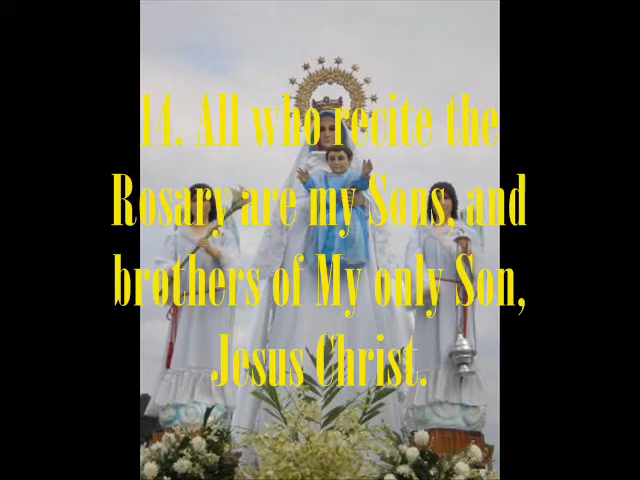 14. All who recite the
Rosary are my Sons, and
brothers of My only Son,
Jesus Christ.